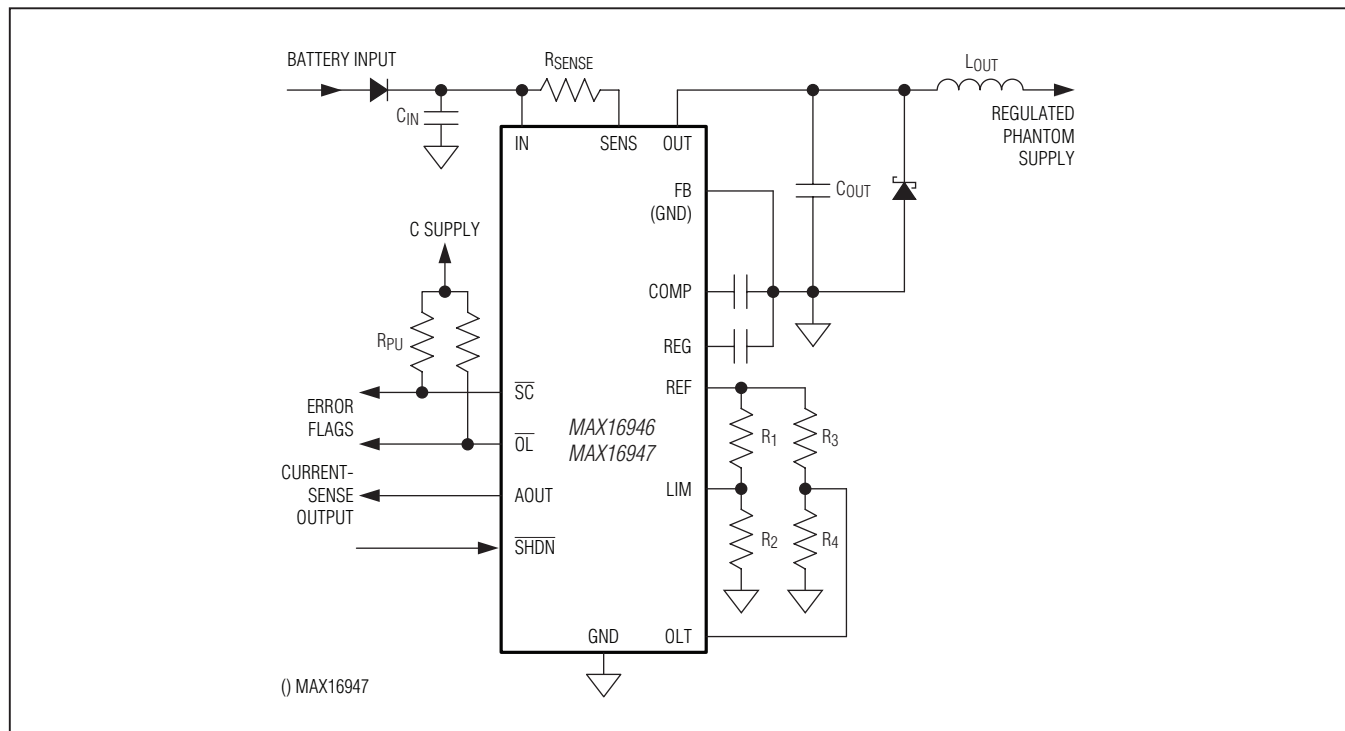 BATTERY INPUT
RSENSE
LOUT
CIN
REGULATED
PHANTOM
SUPPLY
IN
SENS
OUT
FB
(GND)
COUT
C SUPPLY
COMP
RPU
REG
REF
SC
ERROR
FLAGS
MAX16946
MAX16947
R1
R3
OL
CURRENT-
SENSE
OUTPUT
AOUT
LIM
R2
R4
SHDN
GND
OLT
() MAX16947